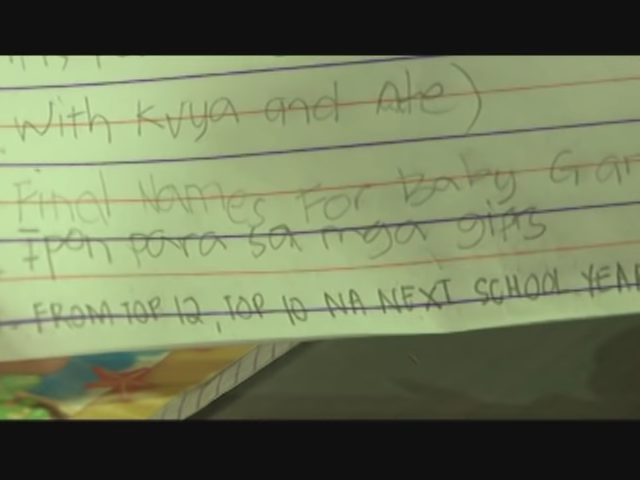 With Kuya and Ate)
Final Names For Baby
Ipon para sa mga gifts
FROM TOP 12, TOP 10 NA NEXT SCHOOL YEAR